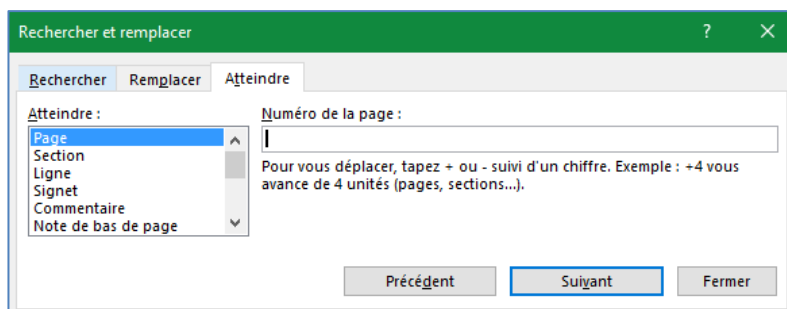 Rechercher et remplacer
Rechercher Remplacer Atteindre
Atteindre :
Page
Section
Ligne
Signet
Commentaire
Note de bas de page
Numéro de la page :
Pour vous déplacer, tapez + ou - suivi d'un chiffre. Exemple : +4 vous
avance de 4 unités (pages, sections...).
Précédent Suivant Fermer